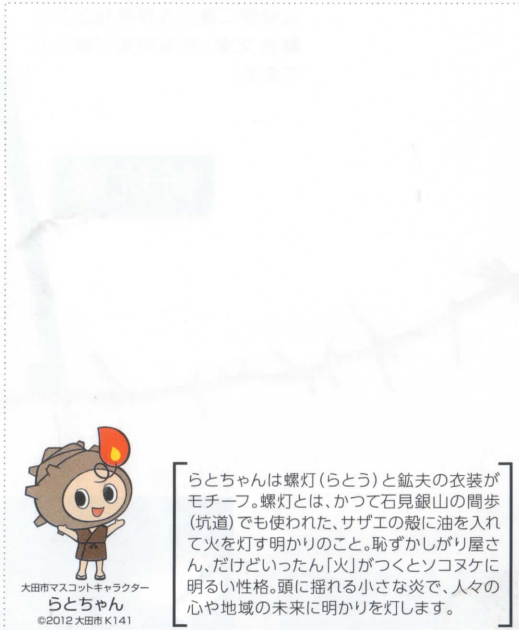 大田市マスコットキャラクター
らとちゃん
©2012 大田市 K141
らとちゃんは螺灯(らとう)と鉱夫の衣装が
モチーフ。螺灯とは、かつて石見銀山の間歩
(坑道)でも使われた、サザエの殻に油を入れ
て火を灯す明かりのこと。恥ずかしがり屋さ
ん、だけどいったん「火」がつくとソコヌケに
明るい性格。頭に揺れる小さな炎で、人々の
心や地域の未来に明かりを灯します。